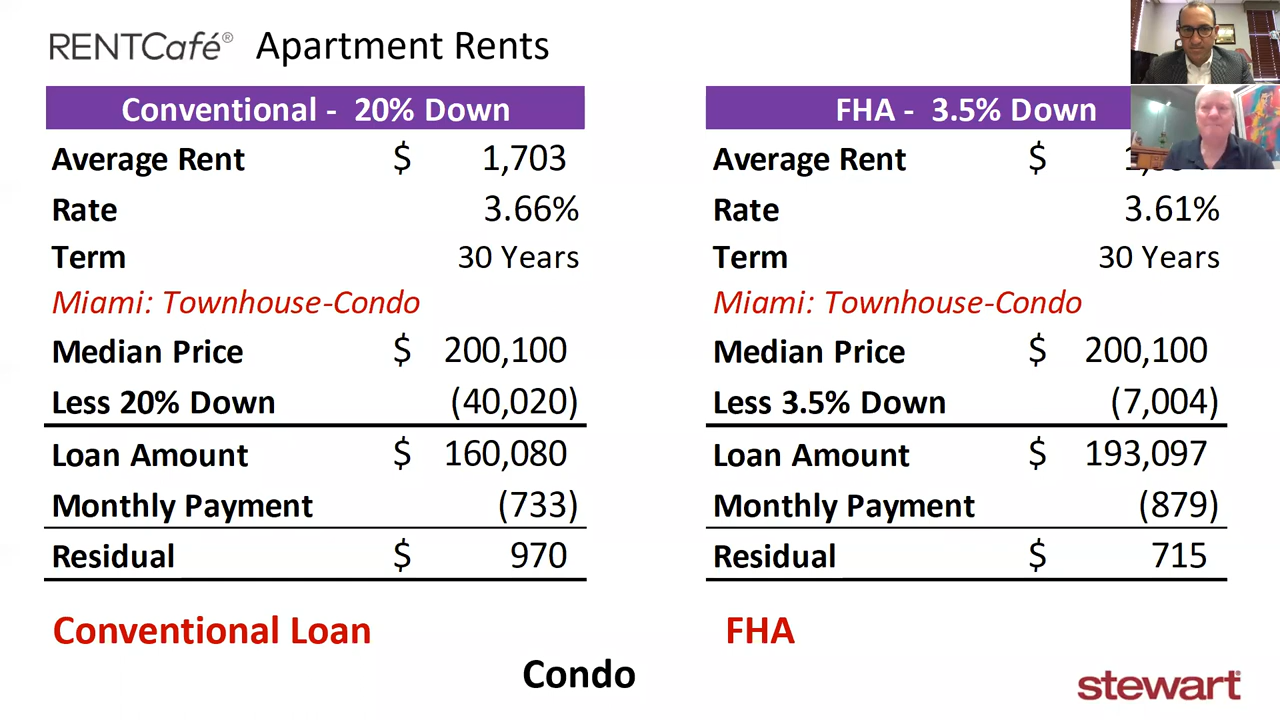 RENTCafé® Apartment Rents
Conventional - 20% Down
Average Rent $ 1,703
Rate 3.66%
Term 30 Years
Miami: Townhouse-Condo
Median Price $ 200,100
Less 20% Down (40,020)
Loan Amount $ 160,080
Monthly Payment (733)
Residual $ 970
Conventional Loan
FHA - 3.5% Down
Average Rent $
Rate 3.61%
Term 30 Years
Miami: Townhouse-Condo
Median Price $ 200,100
Less 3.5% Down (7,004)
Loan Amount $ 193,097
Monthly Payment (879)
Residual $ 715
FHA
Condo
stewart